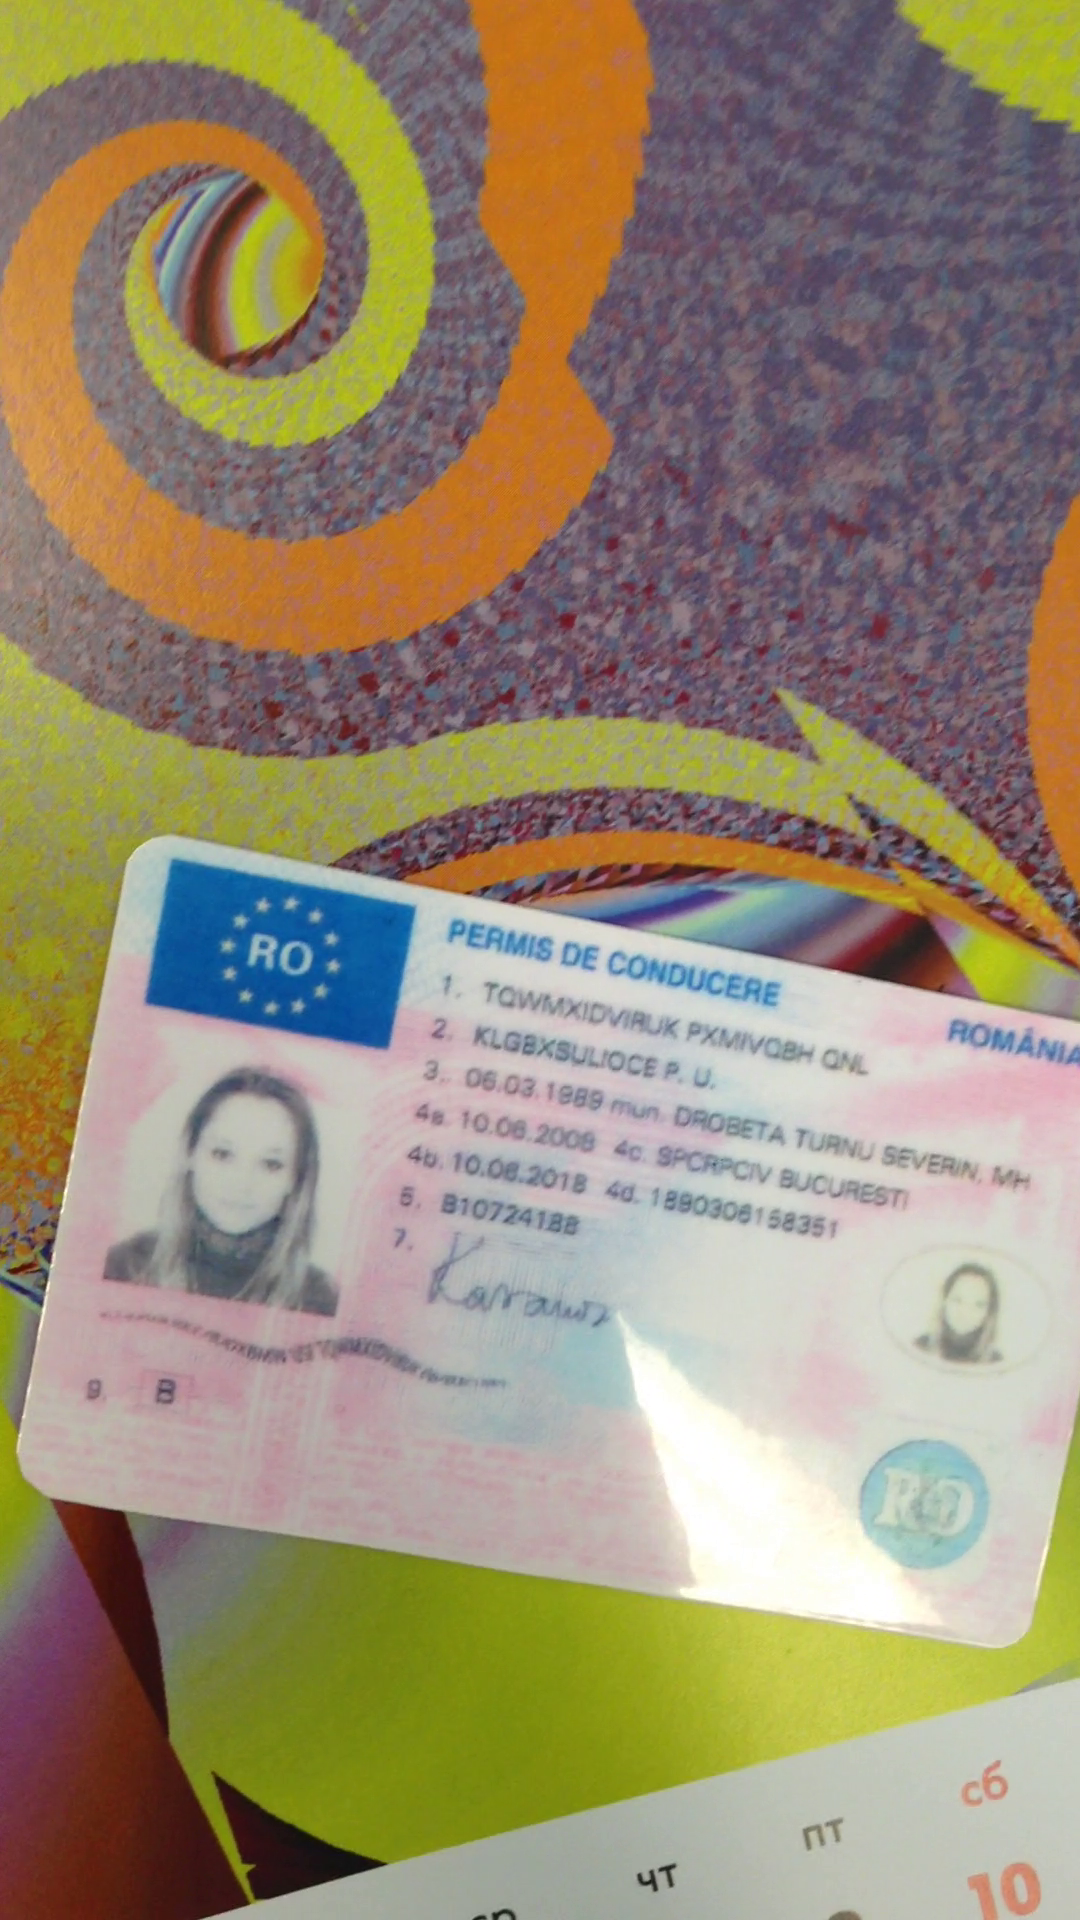 RO
PERMIS DE CONDUCERE
ROMÂNIA
1. TQWMXIDVIRUK PXMIVQBH QNL
2. KLGBXSULIOCE P. U.
3. 06.03.1989 mun. DROBETA TURNU SEVERIN, MH
4a. 10.06.2008 4c. SPCRPCIV BUCURESTI
4b. 10.06.2018 4d. 1890306158351
5. B10724188
7.
9. B
RO
чт
пт
сб
10